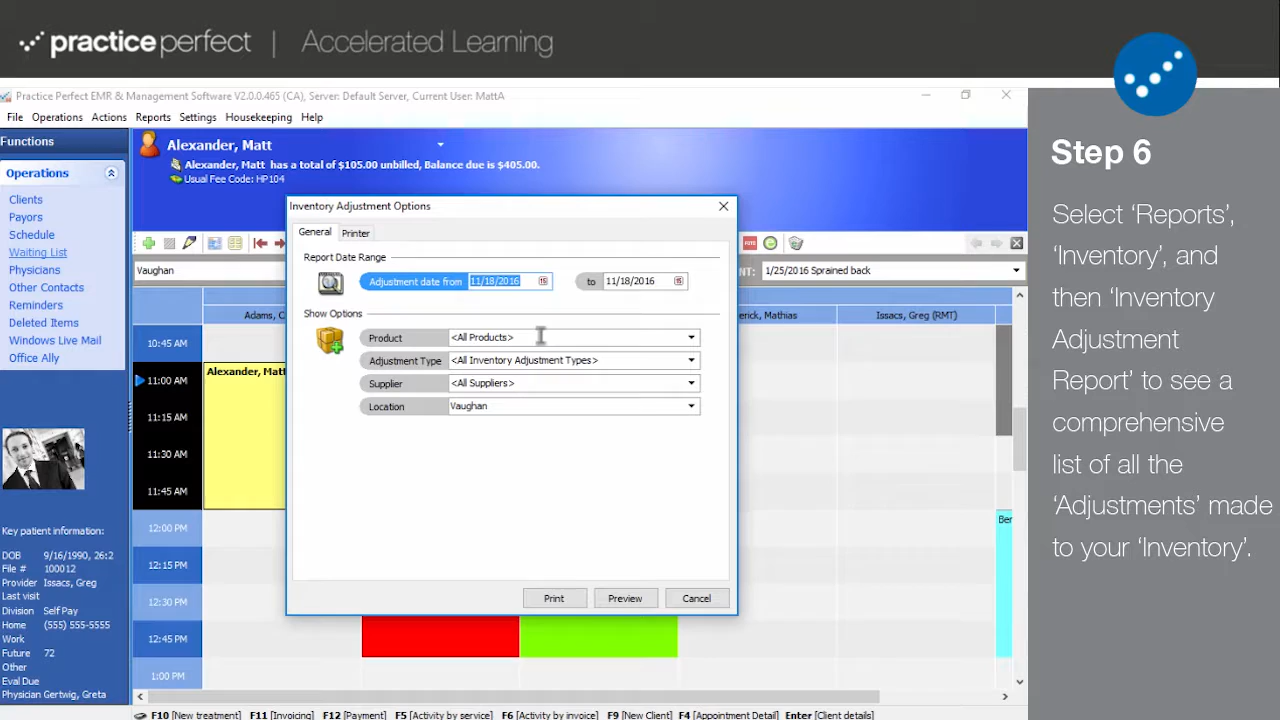 practice perfect | Accelerated Learning
Practice Perfect EMR & Management Software V2.0.0.465 (CA), Server: Default Server, Current User: MattA
File Operations Actions Reports Settings Housekeeping Help
Functions
Operations
Clients
Payors
Schedule
Waiting List
Physicians
Other Contacts
Reminders
Deleted Items
Windows Live Mail
Office Ally
Key patient information:
DOB 9/16/1990, 26:2
File # 100012
Provider Issacs, Greg
Last visit
Division Self Pay
Home (555) 555-5555
Work
Future 72
Other
Eval Due
Physician Gertwig, Greta
Alexander, Matt
Alexander, Matt has a total of $105.00 unbilled, Balance due is $405.00.
Usual Fee Code: HP104
Vaughan
NT: 1/25/2016 Sprained back
Adams, C
erick, Mathias
Issacs, Greg (RMT)
10:45 AM
11:00 AM
Alexander, Matt
11:15 AM
11:30 AM
11:45 AM
12:00 PM
Ber
12:15 PM
12:30 PM
12:45 PM
1:00 PM
Inventory Adjustment Options
General Printer
Report Date Range
Adjustment date from 11/18/2016 to 11/18/2016
Show Options
Product <All Products>
Adjustment Type <All Inventory Adjustment Types>
Supplier <All Suppliers>
Location Vaughan
Print Preview Cancel
F10 [New treatment] F11 [Invoicing] F12 [Payment] F5 [Activity by service] F6 [Activity by invoice] F9 [New Client] F4 [Appointment Detail] Enter [Client details]
Step 6
Select ‘Reports’,
‘Inventory’, and
then ‘Inventory
Adjustment
Report’ to see a
comprehensive
list of all the
‘Adjustments’ made
to your ‘Inventory’.